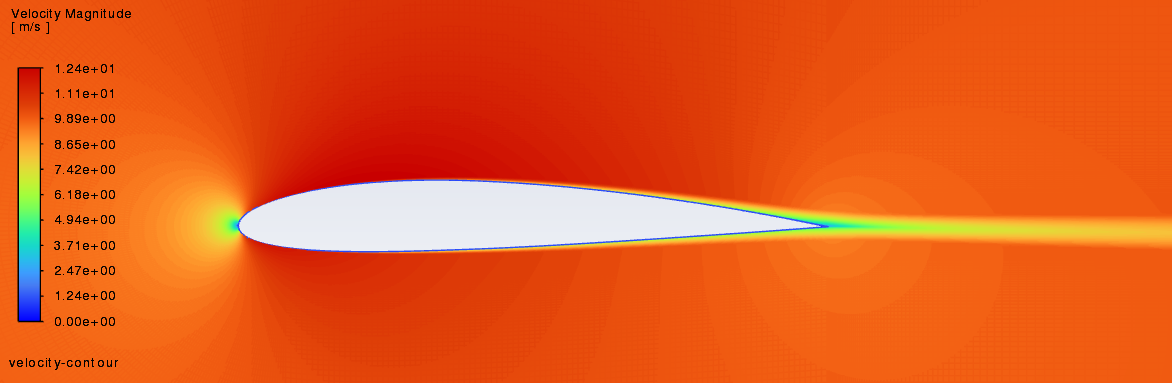 Velocity Magnitude
[ m/s ]
1.24e+01
1.11e+01
9.89e+00
8.65e+00
7.42e+00
6.18e+00
4.94e+00
3.71e+00
2.47e+00
1.24e+00
0.00e+00
velocity-contour